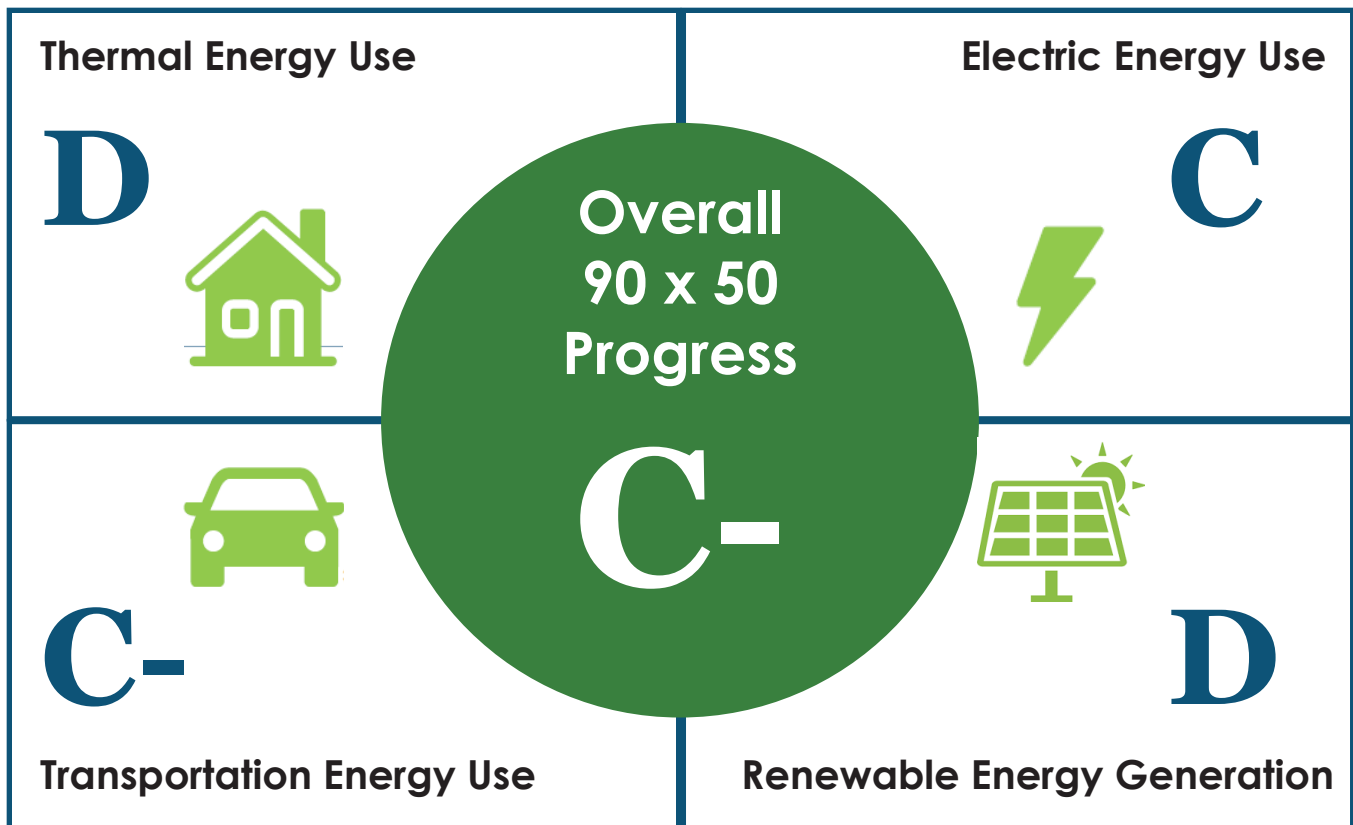 Thermal Energy Use
D
Electric Energy Use
C
Overall
90 x 50
Progress
C-
C-
Transportation Energy Use
D
Renewable Energy Generation